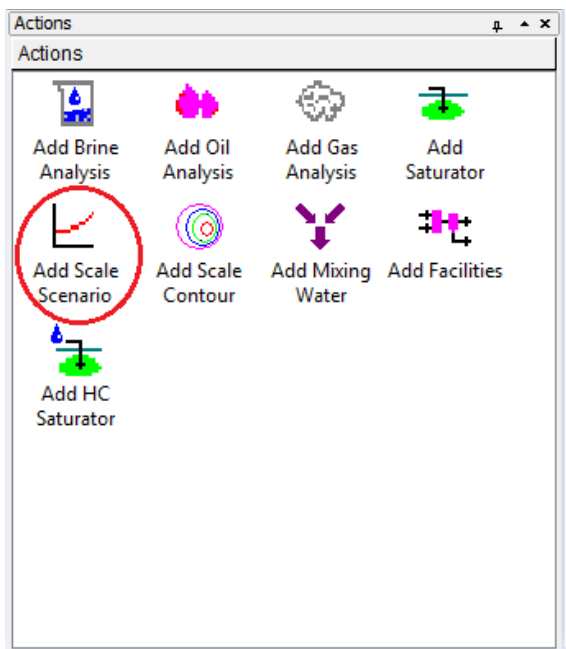 Actions
Actions
Add Brine
Analysis
Add Oil
Analysis
Add Gas
Analysis
Add
Saturator
Add Scale
Scenario
Add Scale
Contour
Add Mixing
Water
Add Facilities
Add HC
Saturator